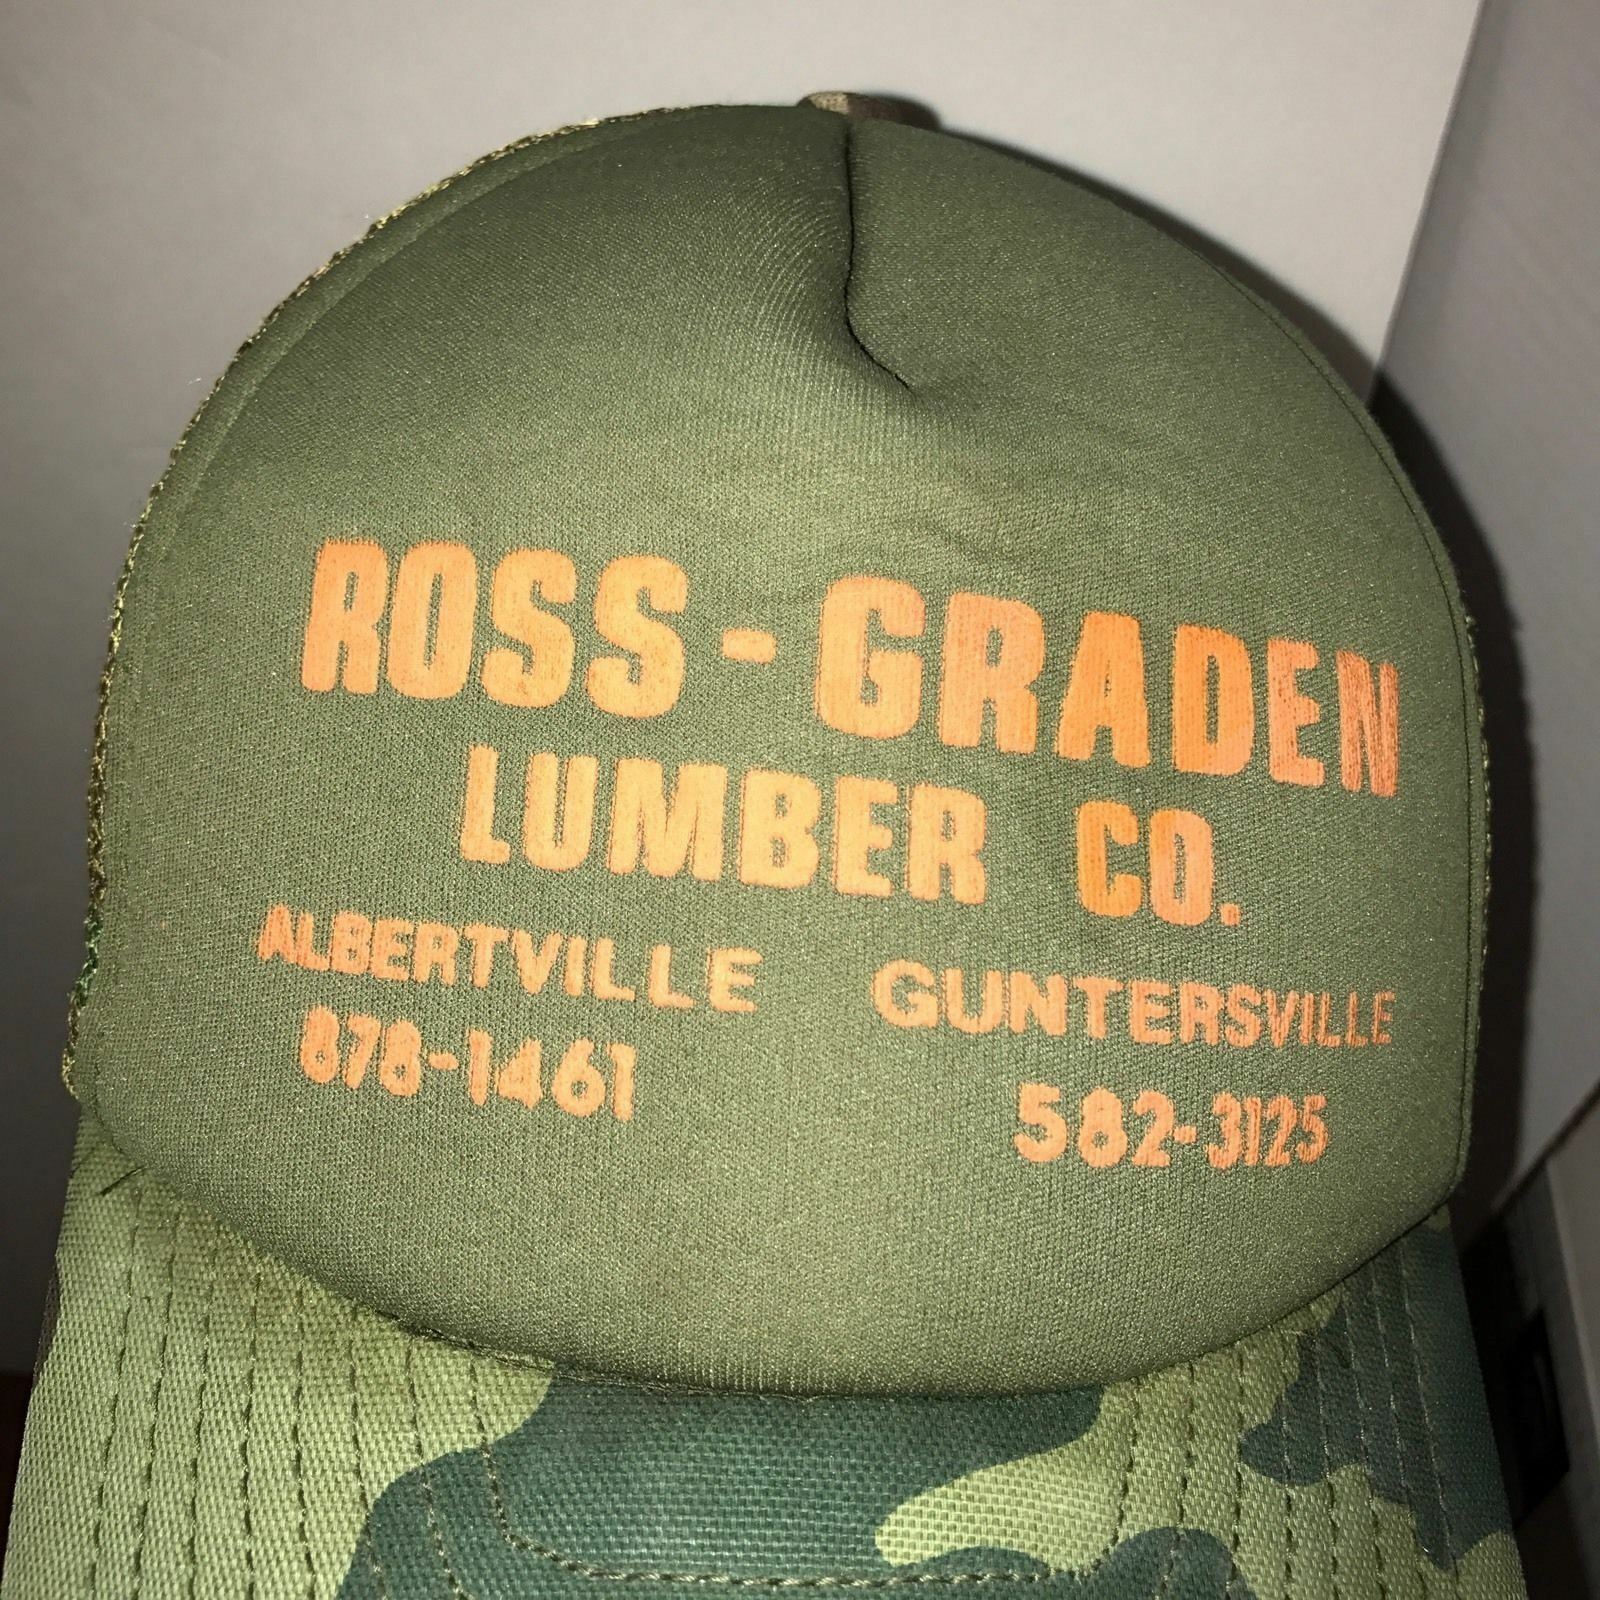 ROSS-GRADEN
LUMBER CO.
ALBERTVILLE GUNTERSVILLE
878-1461 582-3125